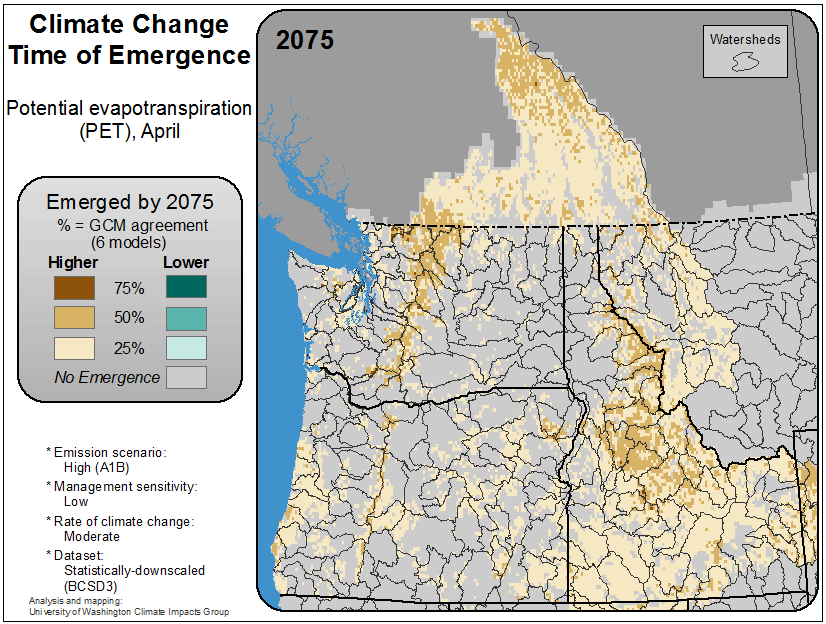 Climate Change
Time of Emergence
Potential evapotranspiration
(PET), April
Emerged by 2075
% = GCM agreement
(6 models)
Higher Lower
75%
50%
25%
No Emergence
* Emission scenario:
High (A1B)
* Management sensitivity:
Low
* Rate of climate change:
Moderate
* Dataset:
Statistically-downscaled
(BCSD3)
Analysis and mapping:
University of Washington Climate Impacts Group
2075
Watersheds